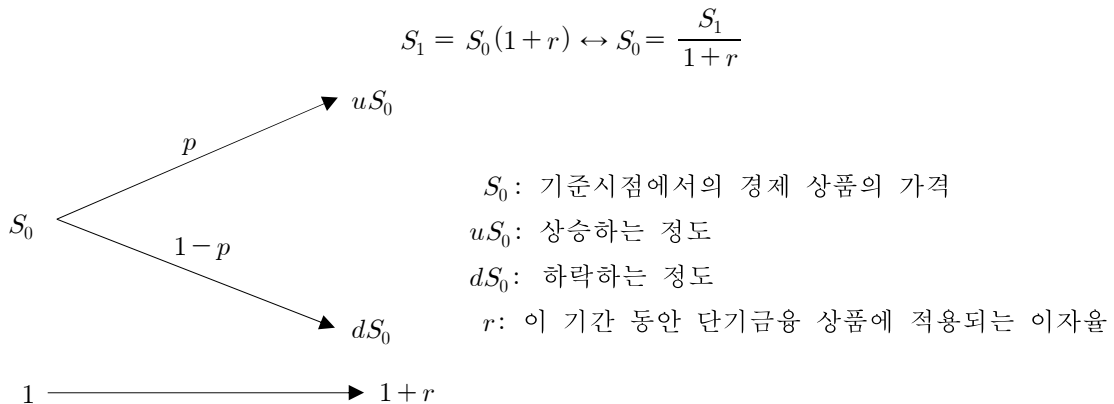 S₁ = S₀(1+r) ↔ S₀ = S₁/(1+r)
uS₀
p
S₀
1−p
dS₀
1 → 1+r
S₀: 기준시점에서의 경제 상품의 가격
uS₀: 상승하는 정도
dS₀: 하락하는 정도
r: 이 기간 동안 단기금융 상품에 적용되는 이자율